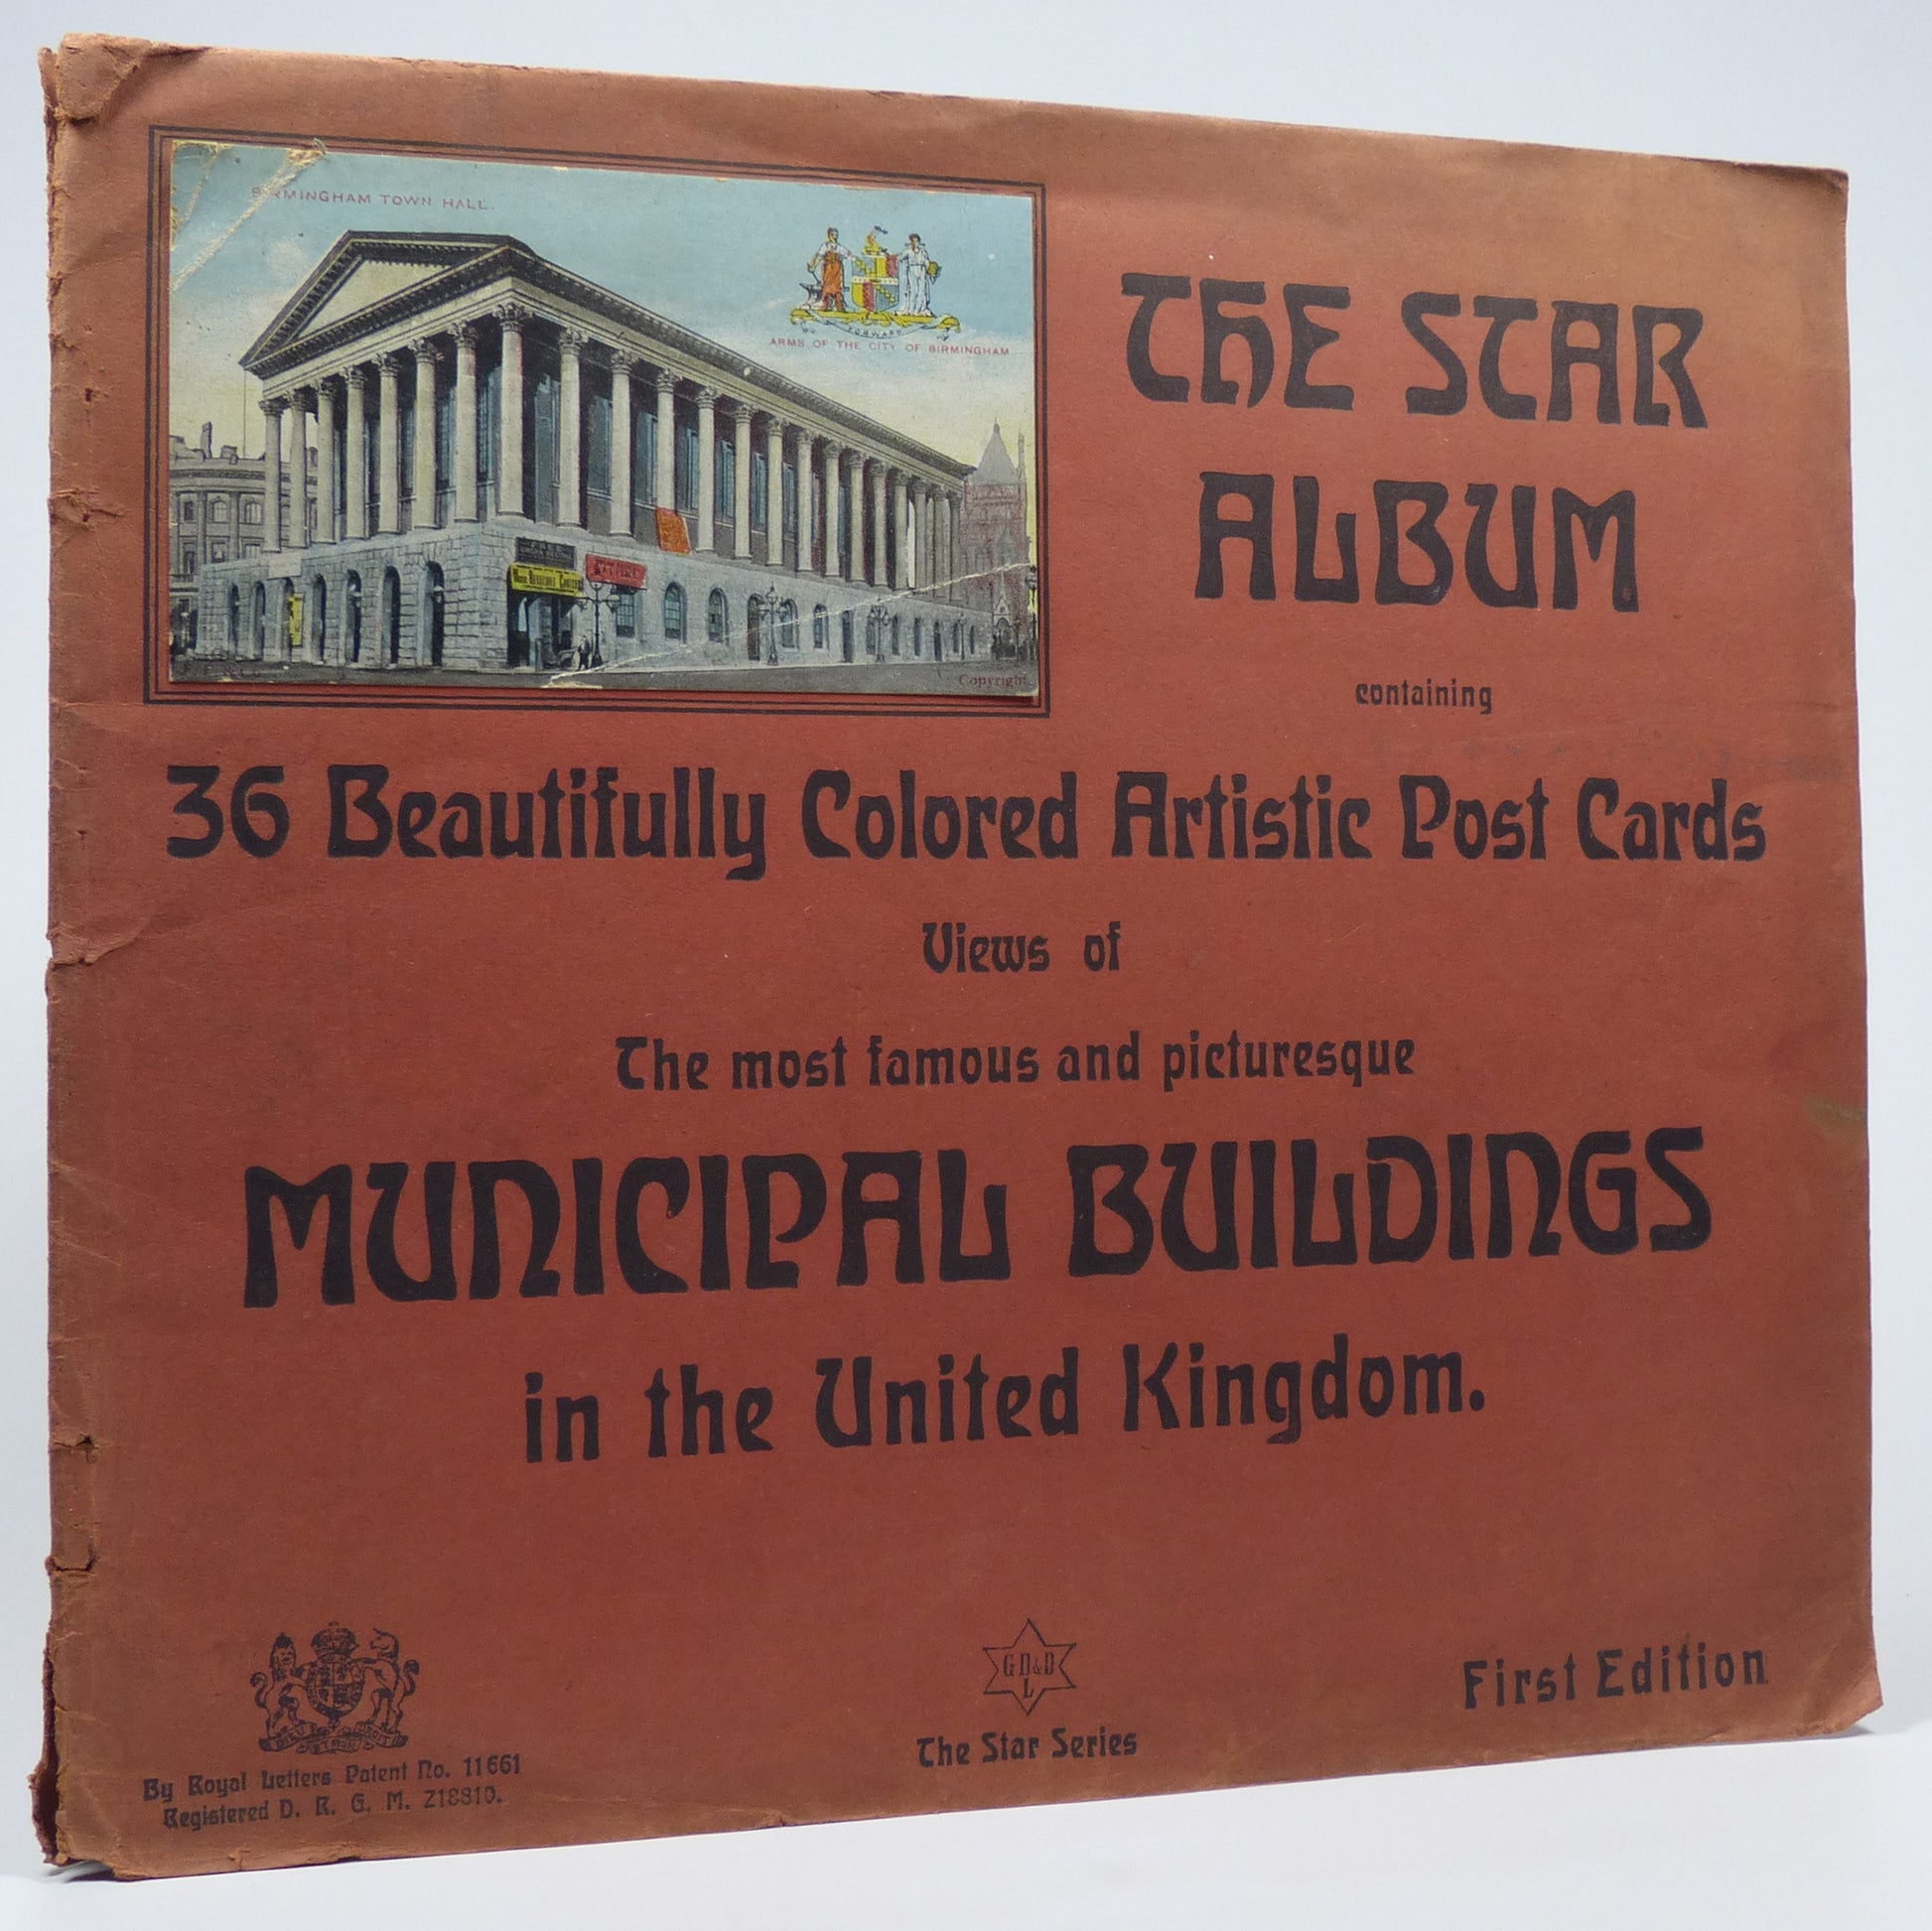 BIRMINGHAM TOWN HALL.
FORWARD
ARMS OF THE CITY OF BIRMINGHAM
Copyright.
THE STAR
ALBUM
containing
36 Beautifully Colored Artistic Post Cards
Views of
The most famous and picturesque
MUNICIPAL BUILDINGS
in the United Kingdom.
By Royal Letters Patent No. 11661
Registered D. R. G. M. 218810.
GD&D
L
The Star Series
First Edition